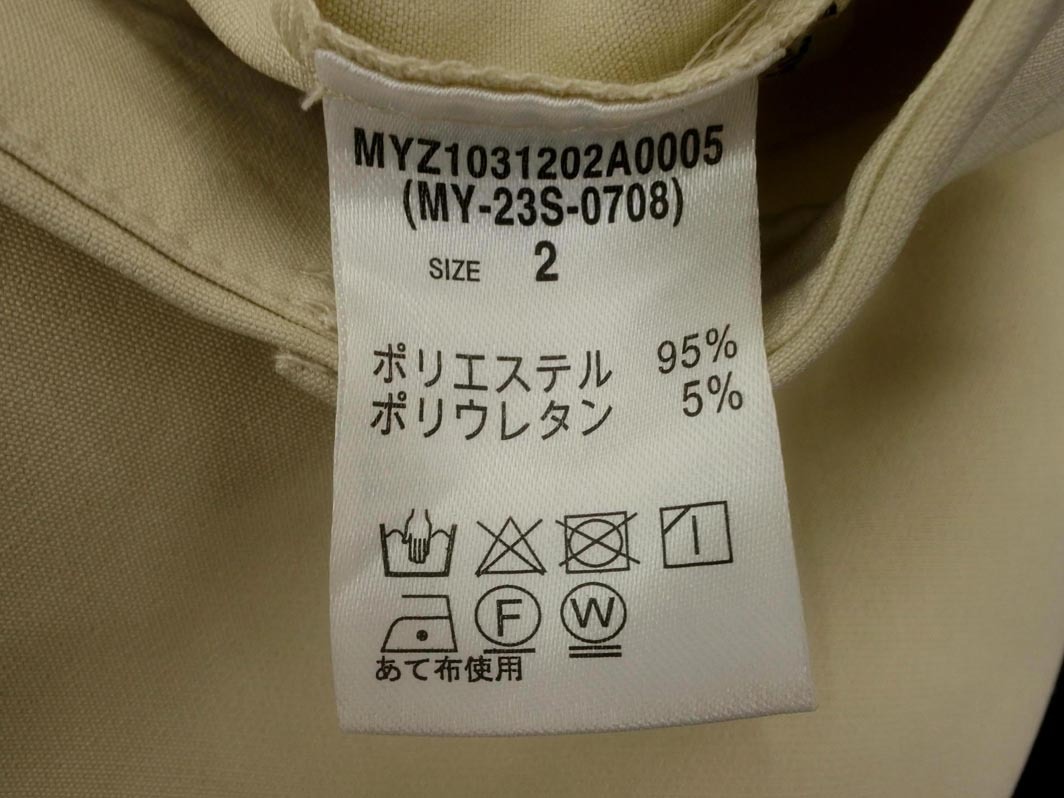 MYZ1031202A0005
(MY-23S-0708)
SIZE 2
ポリエステル 95%
ポリウレタン 5%
F W
あて布使用